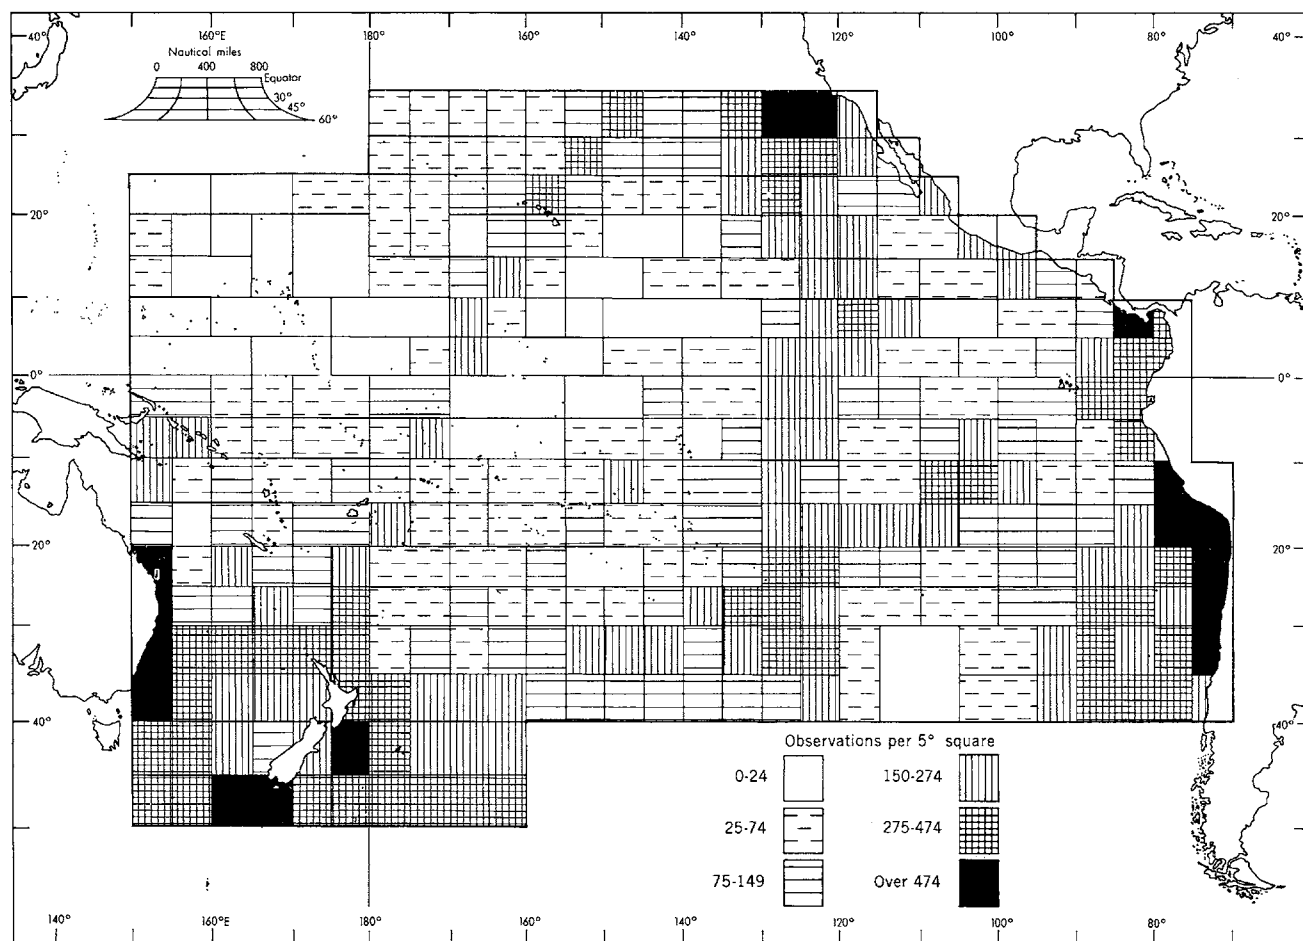 40° 160°E 180° 160° 140° 120° 100° 80° 40°
Nautical miles
0 400 800
Equator
30°
45°
60°
20° 20°
0° 0°
20° 20°
40° 40°
Observations per 5° square
0-24 150-274
25-74 275-474
75-149 Over 474
140° 160°E 180° 160° 140° 120° 100° 80°